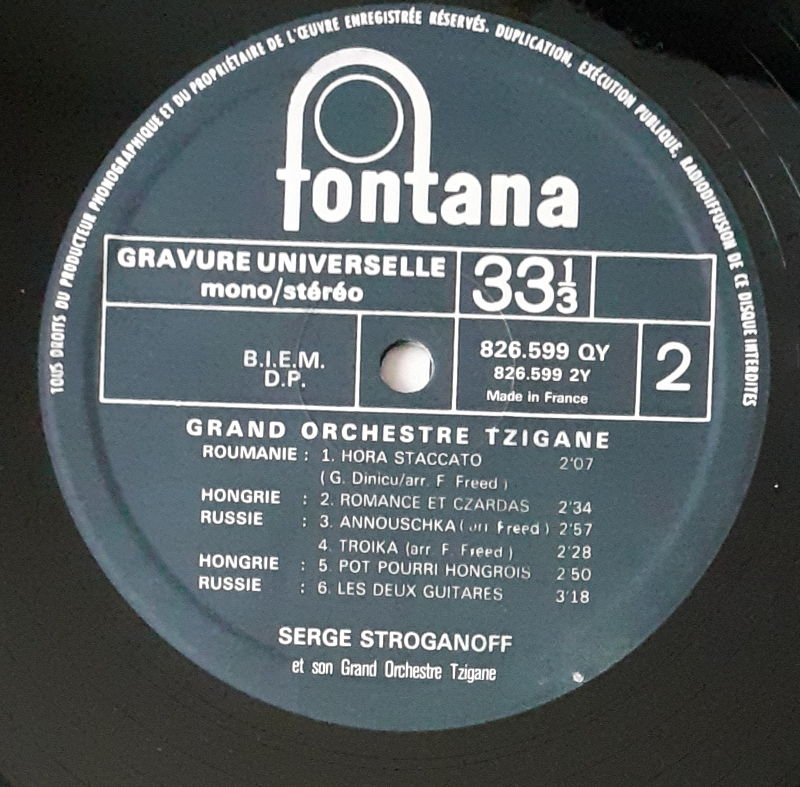 TOUS DROITS DU PRODUCTEUR PHONOGRAPHIQUE ET DU PROPRIÉTAIRE DE L'ŒUVRE ENREGISTRÉE RÉSERVÉS. DUPLICATION, EXÉCUTION PUBLIQUE, RADIODIFFUSION DE CE DISQUE INTERDITES
fontana
GRAVURE UNIVERSELLE
mono/stéréo
33 1/3
B.I.E.M.
D.P.
826.599 QY
826.599 2Y
Made in France
2
GRAND ORCHESTRE TZIGANE
ROUMANIE : 1. HORA STACCATO 2'07
(G. Dinicu/arr. F. Freed)
HONGRIE : 2. ROMANCE ET CZARDAS 2'34
RUSSIE : 3. ANNOUSCHKA (arr. Freed) 2'57
4. TROIKA (arr. F. Freed) 2'28
HONGRIE : 5. POT POURRI HONGROIS 2'50
RUSSIE : 6. LES DEUX GUITARES 3'18
SERGE STROGANOFF
et son Grand Orchestre Tzigane